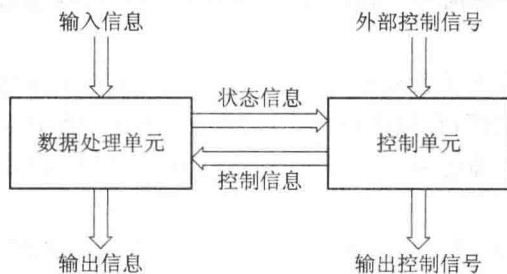 输入信息
外部控制信号
状态信息
数据处理单元
控制单元
控制信息
输出信息
输出控制信号